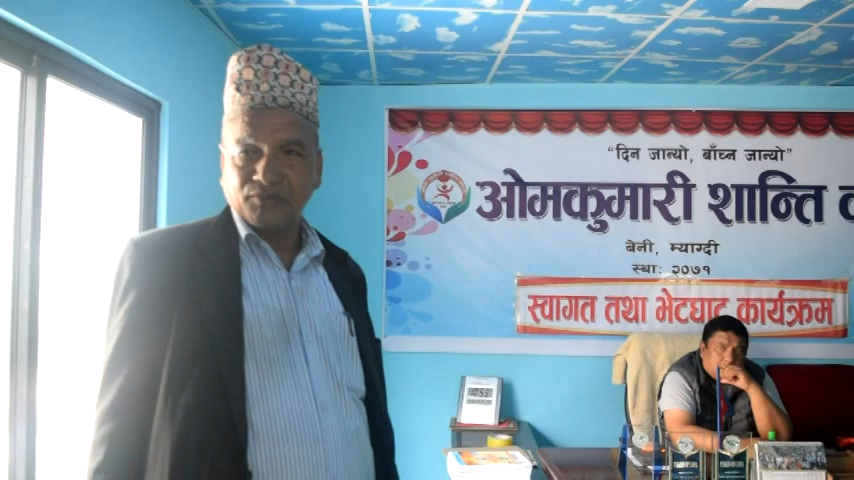 “दिन जान्यो, बाँच्न जान्यो”
ओमकुमारी शान्ति
बेनी, म्याग्दी
स्था: २०७१
स्वागत तथा भेटघाट कार्यक्रम